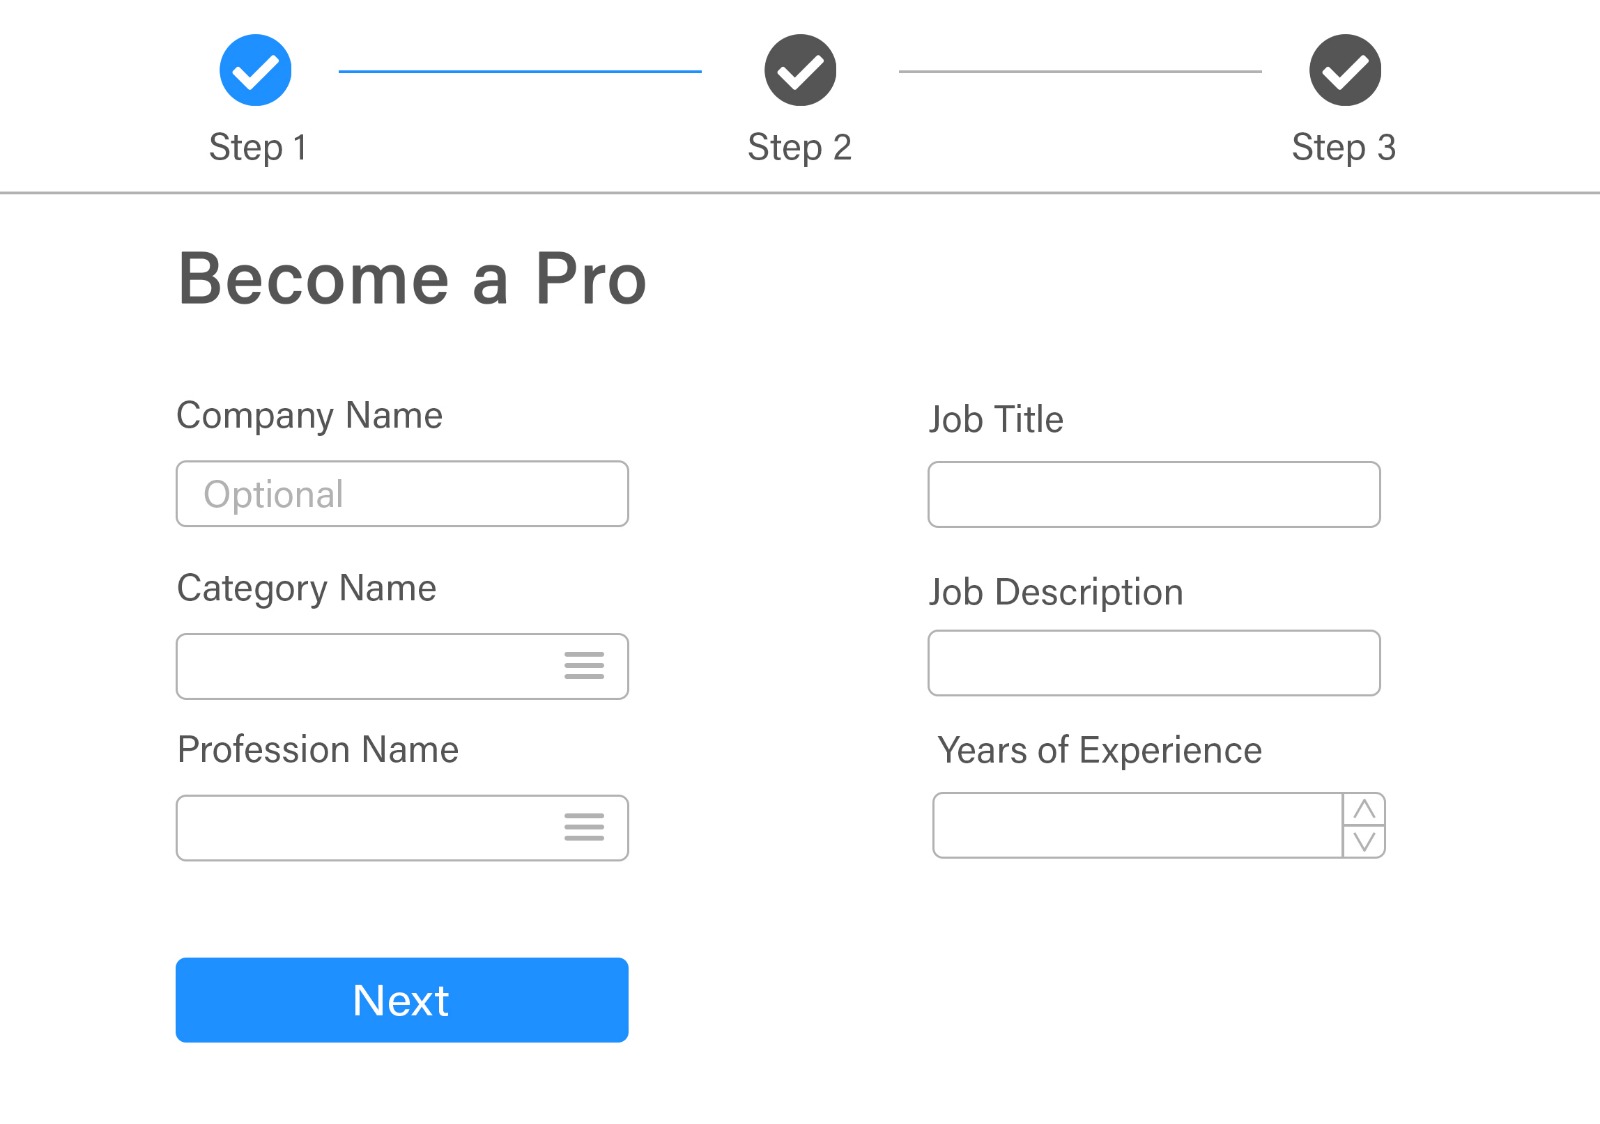 Step 1
Step 2
Step 3
Become a Pro
Company Name
Optional
Category Name
Profession Name
Job Title
Job Description
Years of Experience
Next